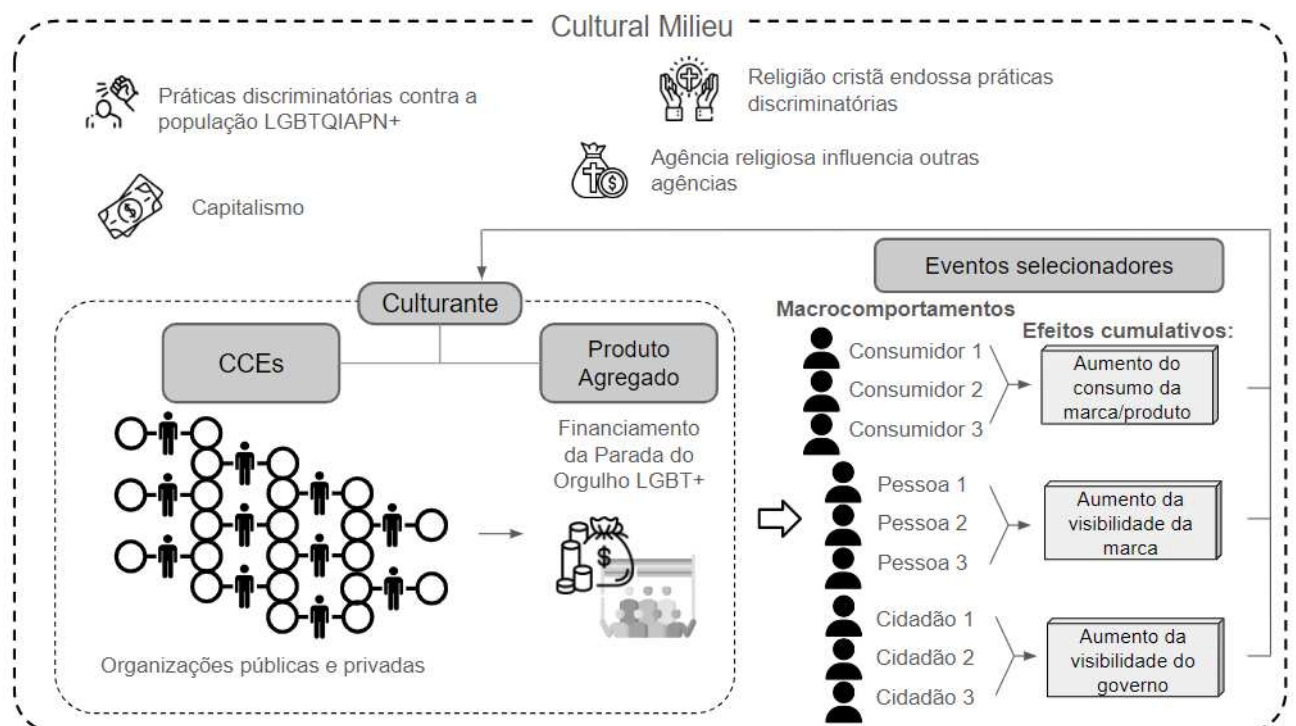 Cultural Milieu
Práticas discriminatórias contra a
população LGBTQIAPN+
Religião cristã endossa práticas
discriminatórias
Agência religiosa influencia outras
agências
Capitalismo
Culturante
CCEs
Produto
Agregado
Financiamento
da Parada do
Orgulho LGBT+
Organizações públicas e privadas
Eventos selecionadores
Macrocomportamentos
Efeitos cumulativos:
Consumidor 1
Consumidor 2
Consumidor 3
Aumento do
consumo da
marca/produto
Pessoa 1
Pessoa 2
Pessoa 3
Aumento da
visibilidade da
marca
Cidadão 1
Cidadão 2
Cidadão 3
Aumento da
visibilidade do
governo